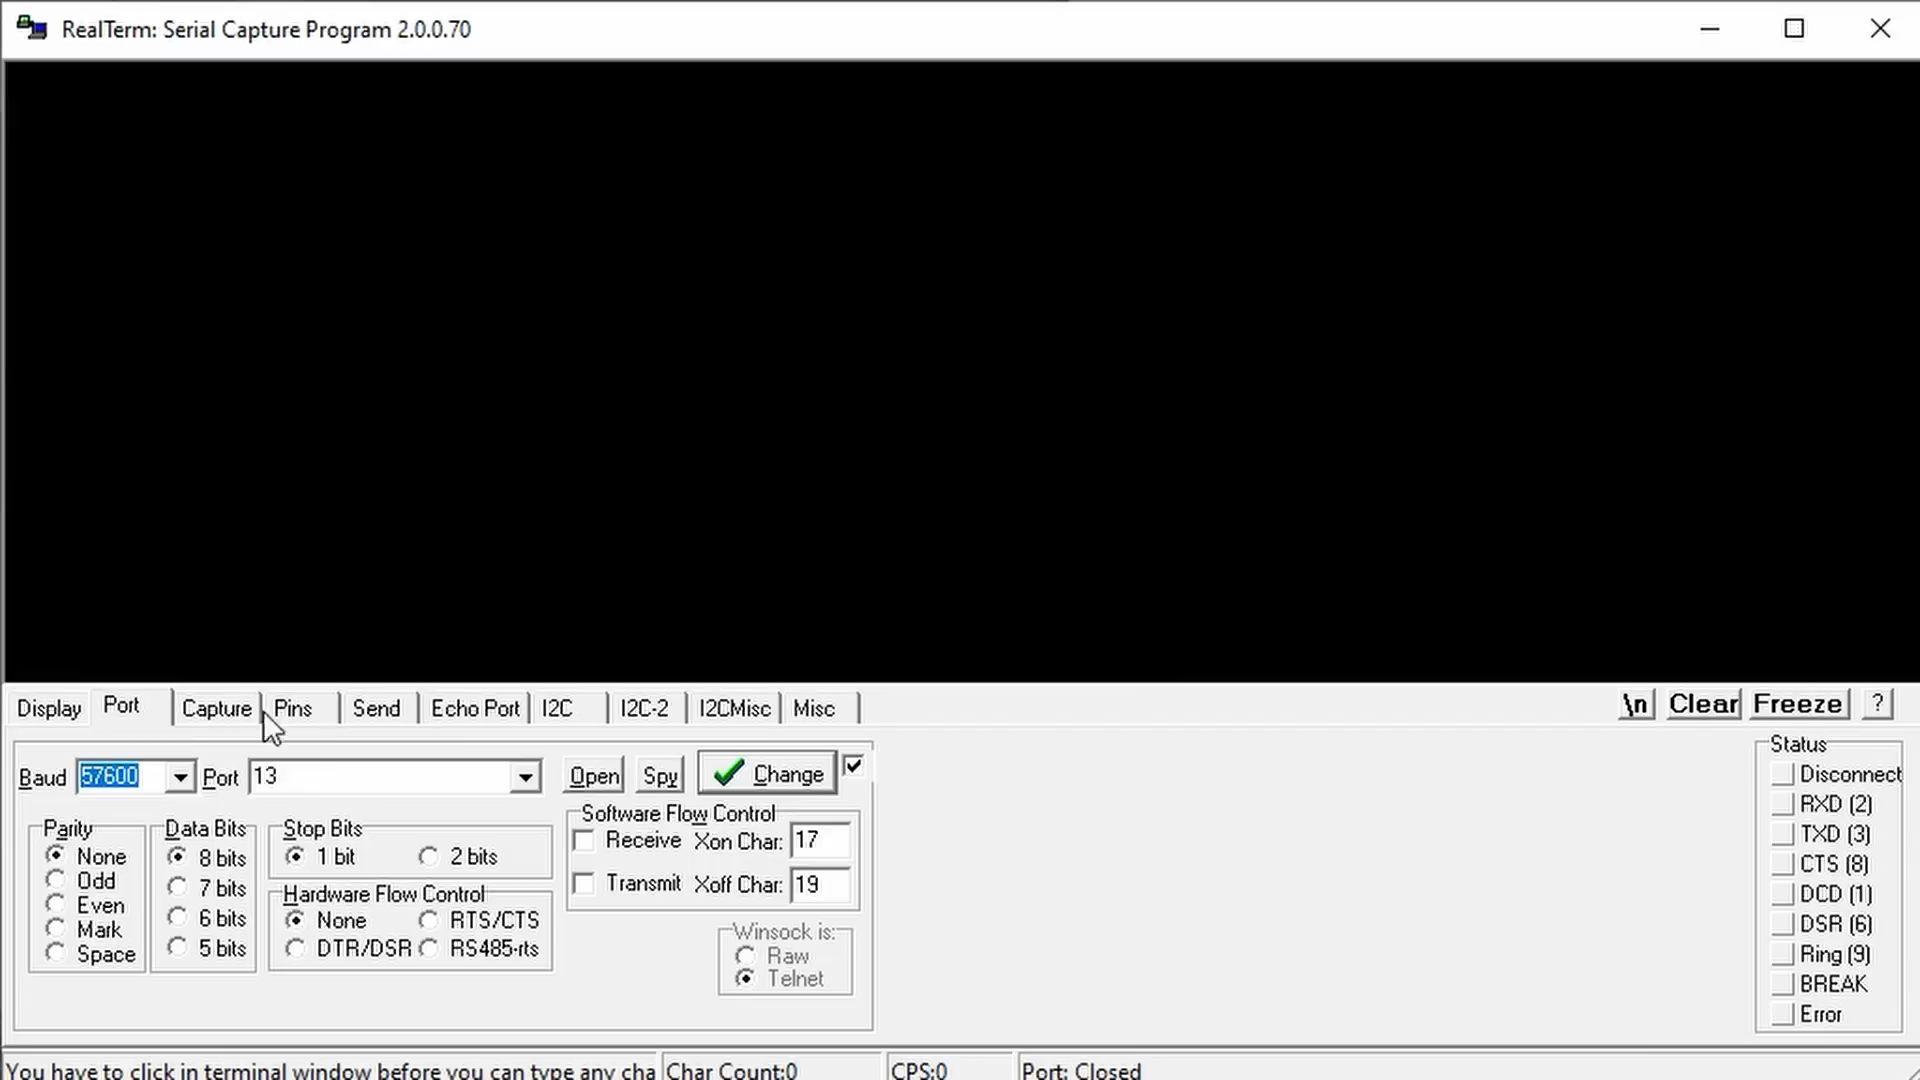 RealTerm: Serial Capture Program 2.0.0.70
Display Port Capture Pins Send Echo Port I2C I2C-2 I2CMisc Misc \n Clear Freeze ?
Baud 57600 Port 13 Open Spy Change
Parity
None
Odd
Even
Mark
Space
Data Bits
8 bits
7 bits
6 bits
5 bits
Stop Bits
1 bit 2 bits
Hardware Flow Control
None RTS/CTS
DTR/DSR RS485-rts
Software Flow Control
Receive Xon Char: 17
Transmit Xoff Char: 19
Winsock is:
Raw
Telnet
Status
Disconnect
RXD (2)
TXD (3)
CTS (8)
DCD (1)
DSR (6)
Ring (9)
BREAK
Error
You have to click in terminal window before you can type any cha Char Count:0 CPS:0 Port: Closed